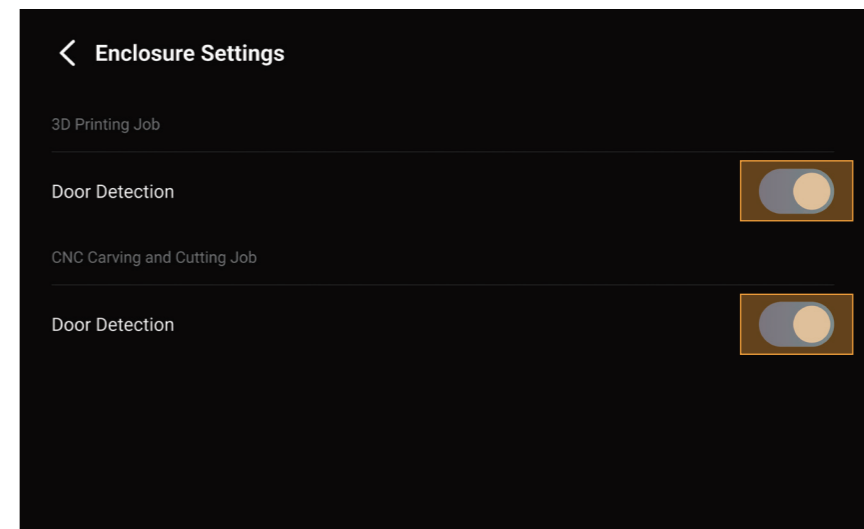 Enclosure Settings
3D Printing Job
Door Detection
CNC Carving and Cutting Job
Door Detection